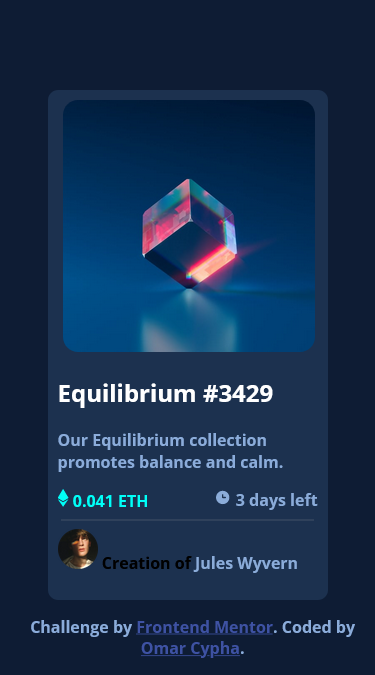 Equilibrium #3429
Our Equilibrium collection
promotes balance and calm.
0.041 ETH 3 days left
Creation of Jules Wyvern
Challenge by Frontend Mentor. Coded by
Omar Cypha.